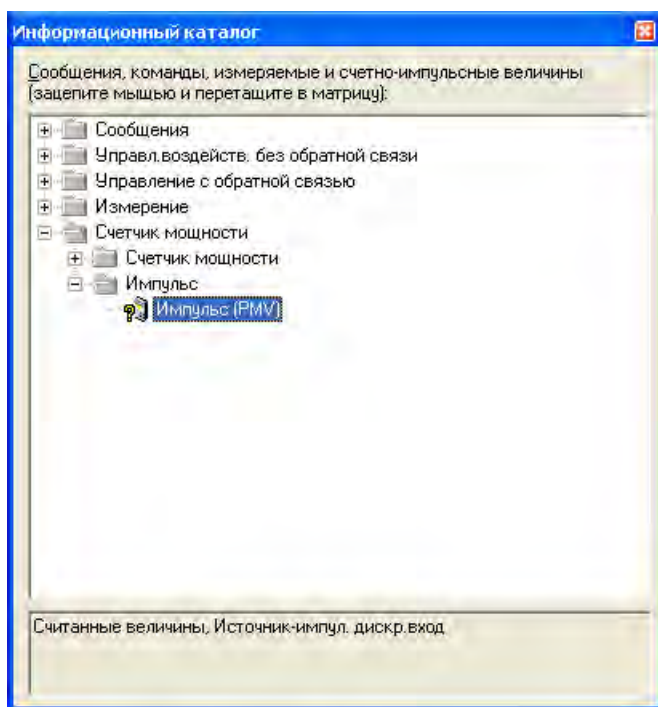 Информационный каталог
Сообщения, команды, измеряемые и счетно-импульсные величины
(зацепите мышью и перетащите в матрицу):
Сообщения
Управл.воздейств. без обратной связи
Управление с обратной связью
Измерение
Счетчик мощности
Счетчик мощности
Импульс
Импульс (PMV)
Считанные величины, Источник-импул. дискр.вход